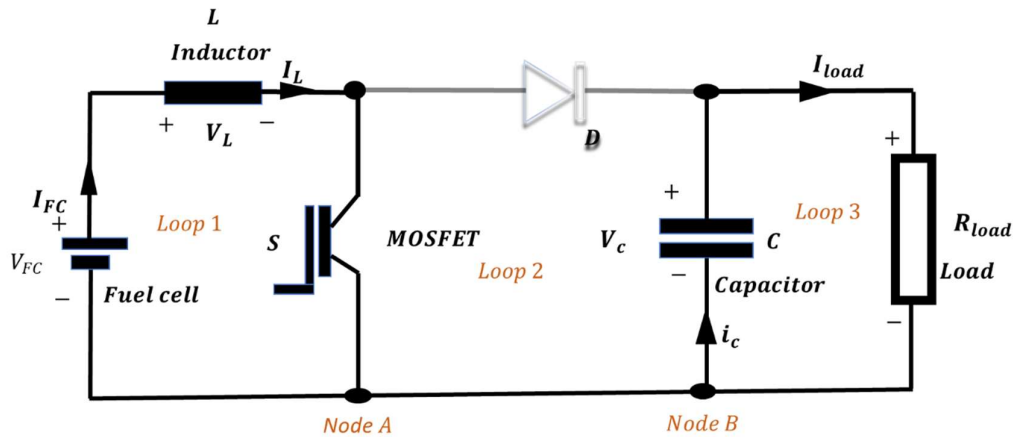 L
Inductor
I_L
I_load
+ V_L −
D
I_FC
+
V_FC
−
Fuel cell
Loop 1
S
MOSFET
Loop 2
+
V_c
−
C
Capacitor
Loop 3
+
R_load
Load
−
i_c
Node A
Node B